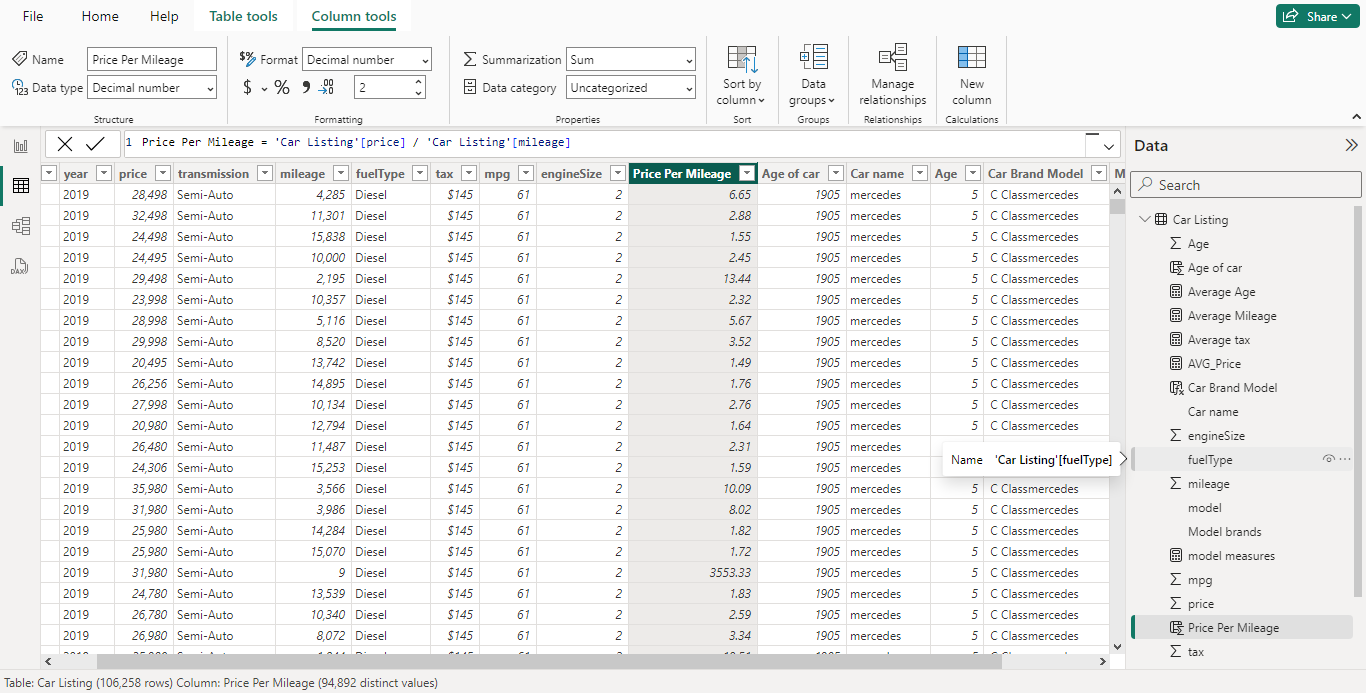 File Home Help Table tools Column tools Share
Name Price Per Mileage $% Format Decimal number Summarization Sum Sort by column Data groups Manage relationships New column
Data type Decimal number $ % 9 .00 2 Data category Uncategorized
Structure Formatting Properties Sort Groups Relationships Calculations
1 Price Per Mileage = 'Car Listing'[price] / 'Car Listing'[mileage]
year price transmission mileage fuelType tax mpg engineSize Price Per Mileage Age of car Car name Age Car Brand Model M
2019 28,498 Semi-Auto 4,285 Diesel $145 61 2 6.65 1905 mercedes 5 C Classmercedes
2019 32,498 Semi-Auto 11,301 Diesel $145 61 2 2.88 1905 mercedes 5 C Classmercedes
2019 24,498 Semi-Auto 15,838 Diesel $145 61 2 1.55 1905 mercedes 5 C Classmercedes
2019 24,495 Semi-Auto 10,000 Diesel $145 61 2 2.45 1905 mercedes 5 C Classmercedes
2019 29,498 Semi-Auto 2,195 Diesel $145 61 2 13.44 1905 mercedes 5 C Classmercedes
2019 23,998 Semi-Auto 10,357 Diesel $145 61 2 2.32 1905 mercedes 5 C Classmercedes
2019 28,998 Semi-Auto 5,116 Diesel $145 61 2 5.67 1905 mercedes 5 C Classmercedes
2019 29,998 Semi-Auto 8,520 Diesel $145 61 2 3.52 1905 mercedes 5 C Classmercedes
2019 20,495 Semi-Auto 13,742 Diesel $145 61 2 1.49 1905 mercedes 5 C Classmercedes
2019 26,256 Semi-Auto 14,895 Diesel $145 61 2 1.76 1905 mercedes 5 C Classmercedes
2019 27,998 Semi-Auto 10,134 Diesel $145 61 2 2.76 1905 mercedes 5 C Classmercedes
2019 20,980 Semi-Auto 12,794 Diesel $145 61 2 1.64 1905 mercedes 5 C Classmercedes
2019 26,480 Semi-Auto 11,487 Diesel $145 61 2 2.31 1905 mercedes
2019 24,306 Semi-Auto 15,253 Diesel $145 61 2 1.59 1905 mercedes
Name 'Car Listing'[fuelType]
2019 35,980 Semi-Auto 3,566 Diesel $145 61 2 10.09 1905 mercedes 5 C Classmercedes
2019 31,980 Semi-Auto 3,986 Diesel $145 61 2 8.02 1905 mercedes 5 C Classmercedes
2019 25,980 Semi-Auto 14,284 Diesel $145 61 2 1.82 1905 mercedes 5 C Classmercedes
2019 25,980 Semi-Auto 15,070 Diesel $145 61 2 1.72 1905 mercedes 5 C Classmercedes
2019 31,980 Semi-Auto 9 Diesel $145 61 2 3553.33 1905 mercedes 5 C Classmercedes
2019 24,780 Semi-Auto 13,539 Diesel $145 61 2 1.83 1905 mercedes 5 C Classmercedes
2019 26,780 Semi-Auto 10,340 Diesel $145 61 2 2.59 1905 mercedes 5 C Classmercedes
2019 26,980 Semi-Auto 8,072 Diesel $145 61 2 3.34 1905 mercedes 5 C Classmercedes
Data
Search
Car Listing
Age
Age of car
Average Age
Average Mileage
Average tax
AVG_Price
Car Brand Model
Car name
engineSize
fuelType
mileage
model
Model brands
model measures
mpg
price
Price Per Mileage
tax
Table: Car Listing (106,258 rows) Column: Price Per Mileage (94,892 distinct values)